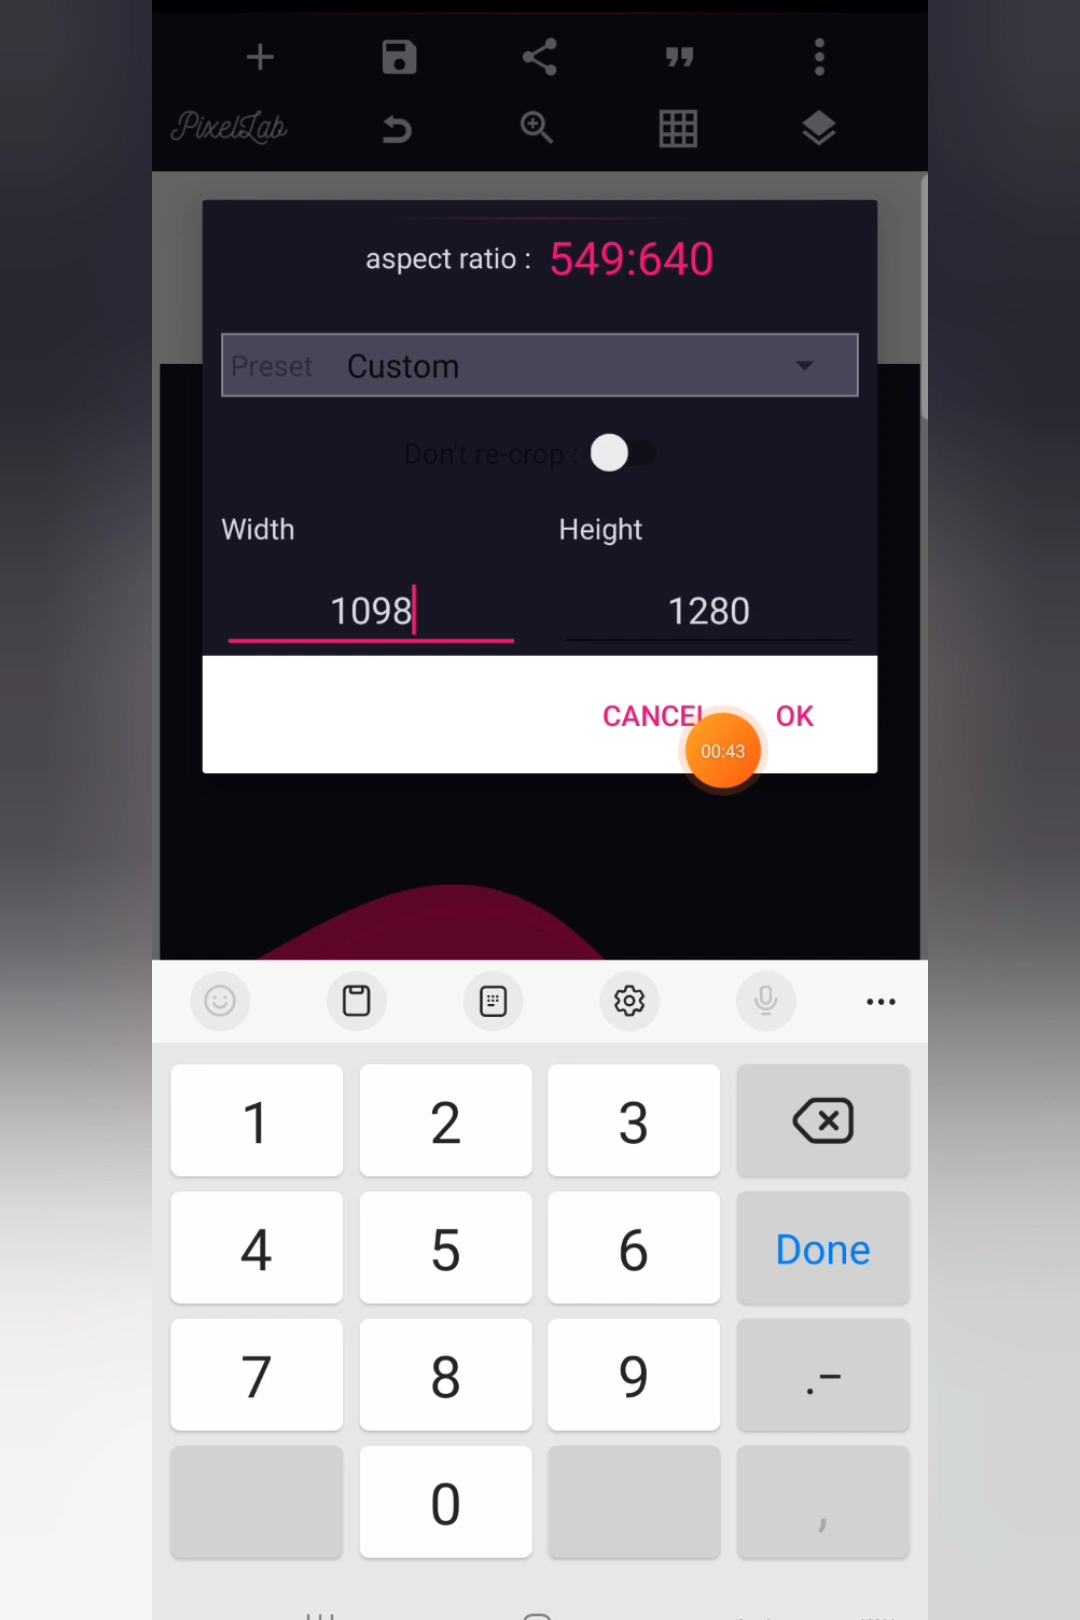 PixelLab
aspect ratio : 549:640
Preset Custom
Don't re-crop :
Width Height
1098 1280
CANCEL OK
00:43
1 2 3
4 5 6 Done
7 8 9 .-
0 ,